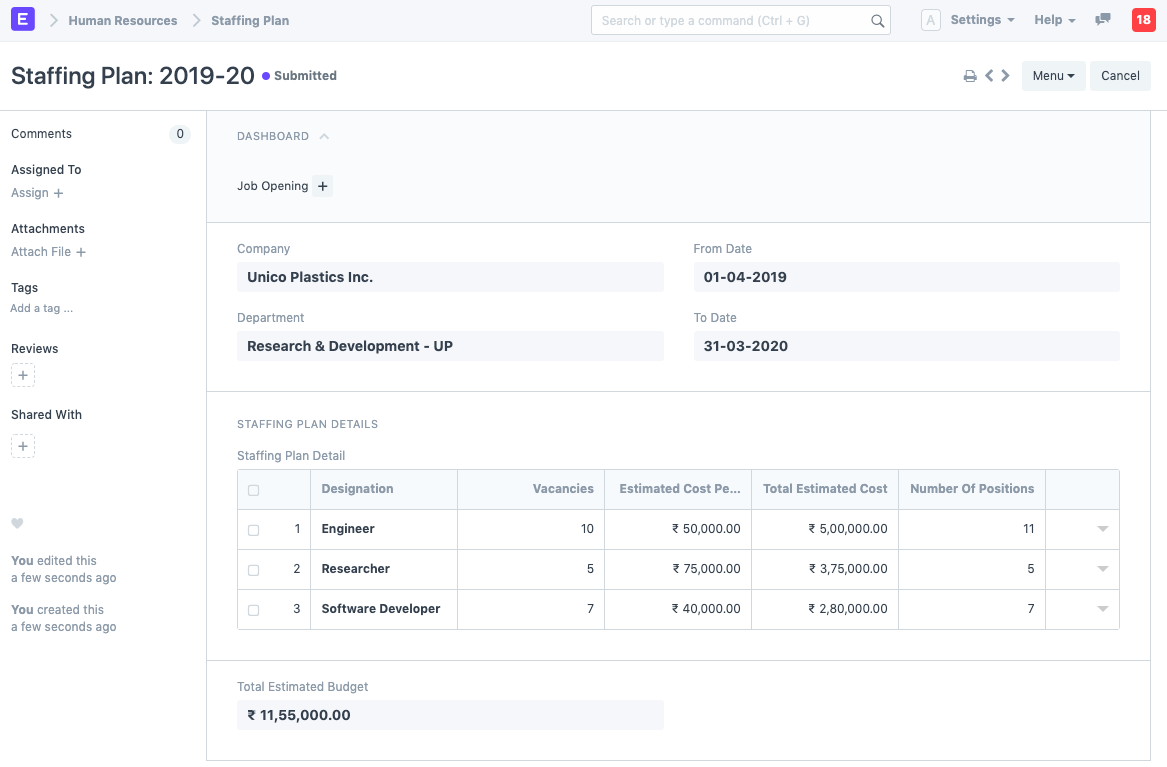 E Human Resources Staffing Plan Search or type a command (Ctrl + G) A Settings Help 18
Staffing Plan: 2019-20 Submitted Menu Cancel
Comments 0
Assigned To
Assign +
Attachments
Attach File +
Tags
Add a tag ...
Reviews
+
Shared With
+
You edited this
a few seconds ago
You created this
a few seconds ago
DASHBOARD
Job Opening +
Company From Date
Unico Plastics Inc. 01-04-2019
Department To Date
Research & Development - UP 31-03-2020
STAFFING PLAN DETAILS
Staffing Plan Detail
Designation Vacancies Estimated Cost Pe... Total Estimated Cost Number Of Positions
1 Engineer 10 ₹ 50,000.00 ₹ 5,00,000.00 11
2 Researcher 5 ₹ 75,000.00 ₹ 3,75,000.00 5
3 Software Developer 7 ₹ 40,000.00 ₹ 2,80,000.00 7
Total Estimated Budget
₹ 11,55,000.00